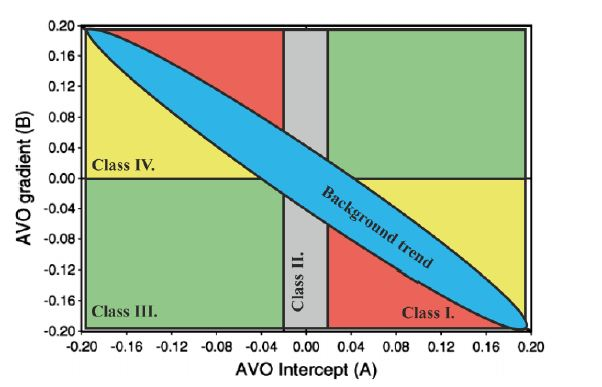 0.20
0.16
0.12
0.08
0.04
0.00
-0.04
-0.08
-0.12
-0.16
-0.20
AVO gradient (B)
Class IV.
Background trend
Class II.
Class III.
Class I.
-0.20 -0.16 -0.12 -0.08 -0.04 0.00 0.04 0.08 0.12 0.16 0.20
AVO Intercept (A)